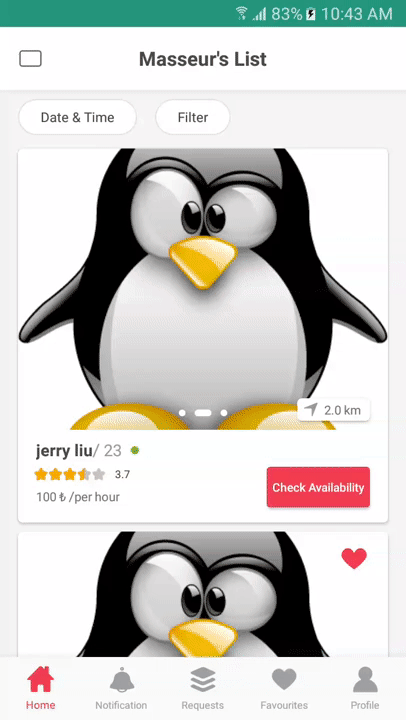 83% 10:43 AM
Masseur's List
Date & Time
Filter
2.0 km
jerry liu/ 23
3.7
100 ₺ /per hour
Check Availability
Home
Notification
Requests
Favourites
Profile